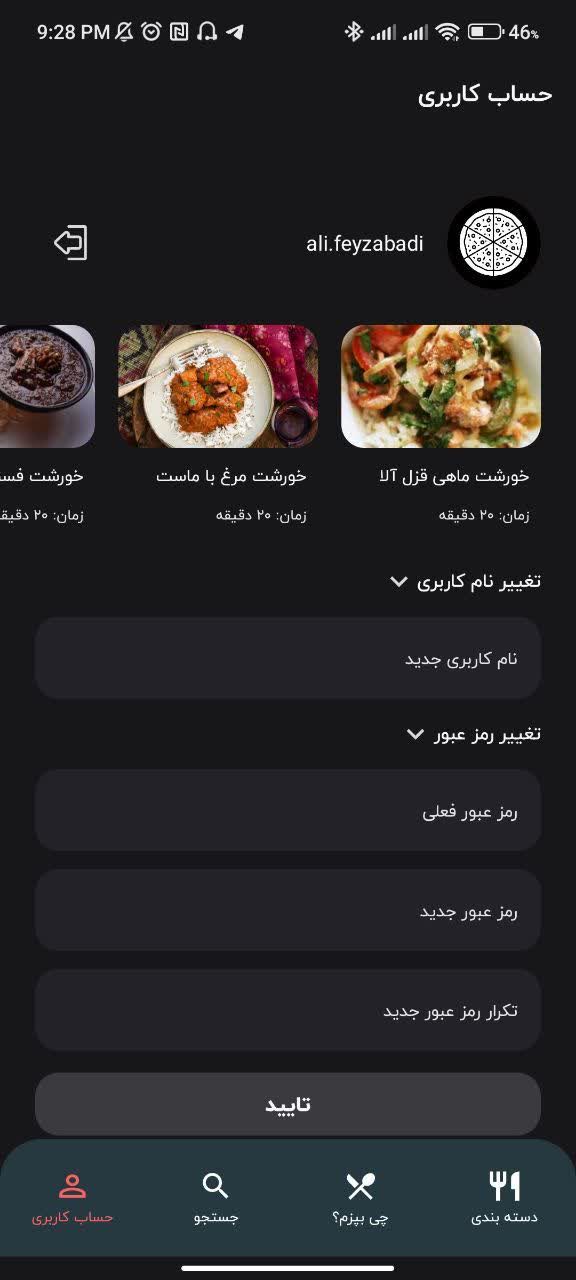 9:28 PM 46%
حساب کاربری
ali.feyzabadi
خورشت ماهی قزل آلا
زمان: ۲۰ دقیقه
خورشت مرغ با ماست
زمان: ۲۰ دقیقه
خورشت
زمان: ۲۰ دقیقه
تغییر نام کاربری
نام کاربری جدید
تغییر رمز عبور
رمز عبور فعلی
رمز عبور جدید
تکرار رمز عبور جدید
تایید
دسته بندی
چی بپزم؟
جستجو
حساب کاربری